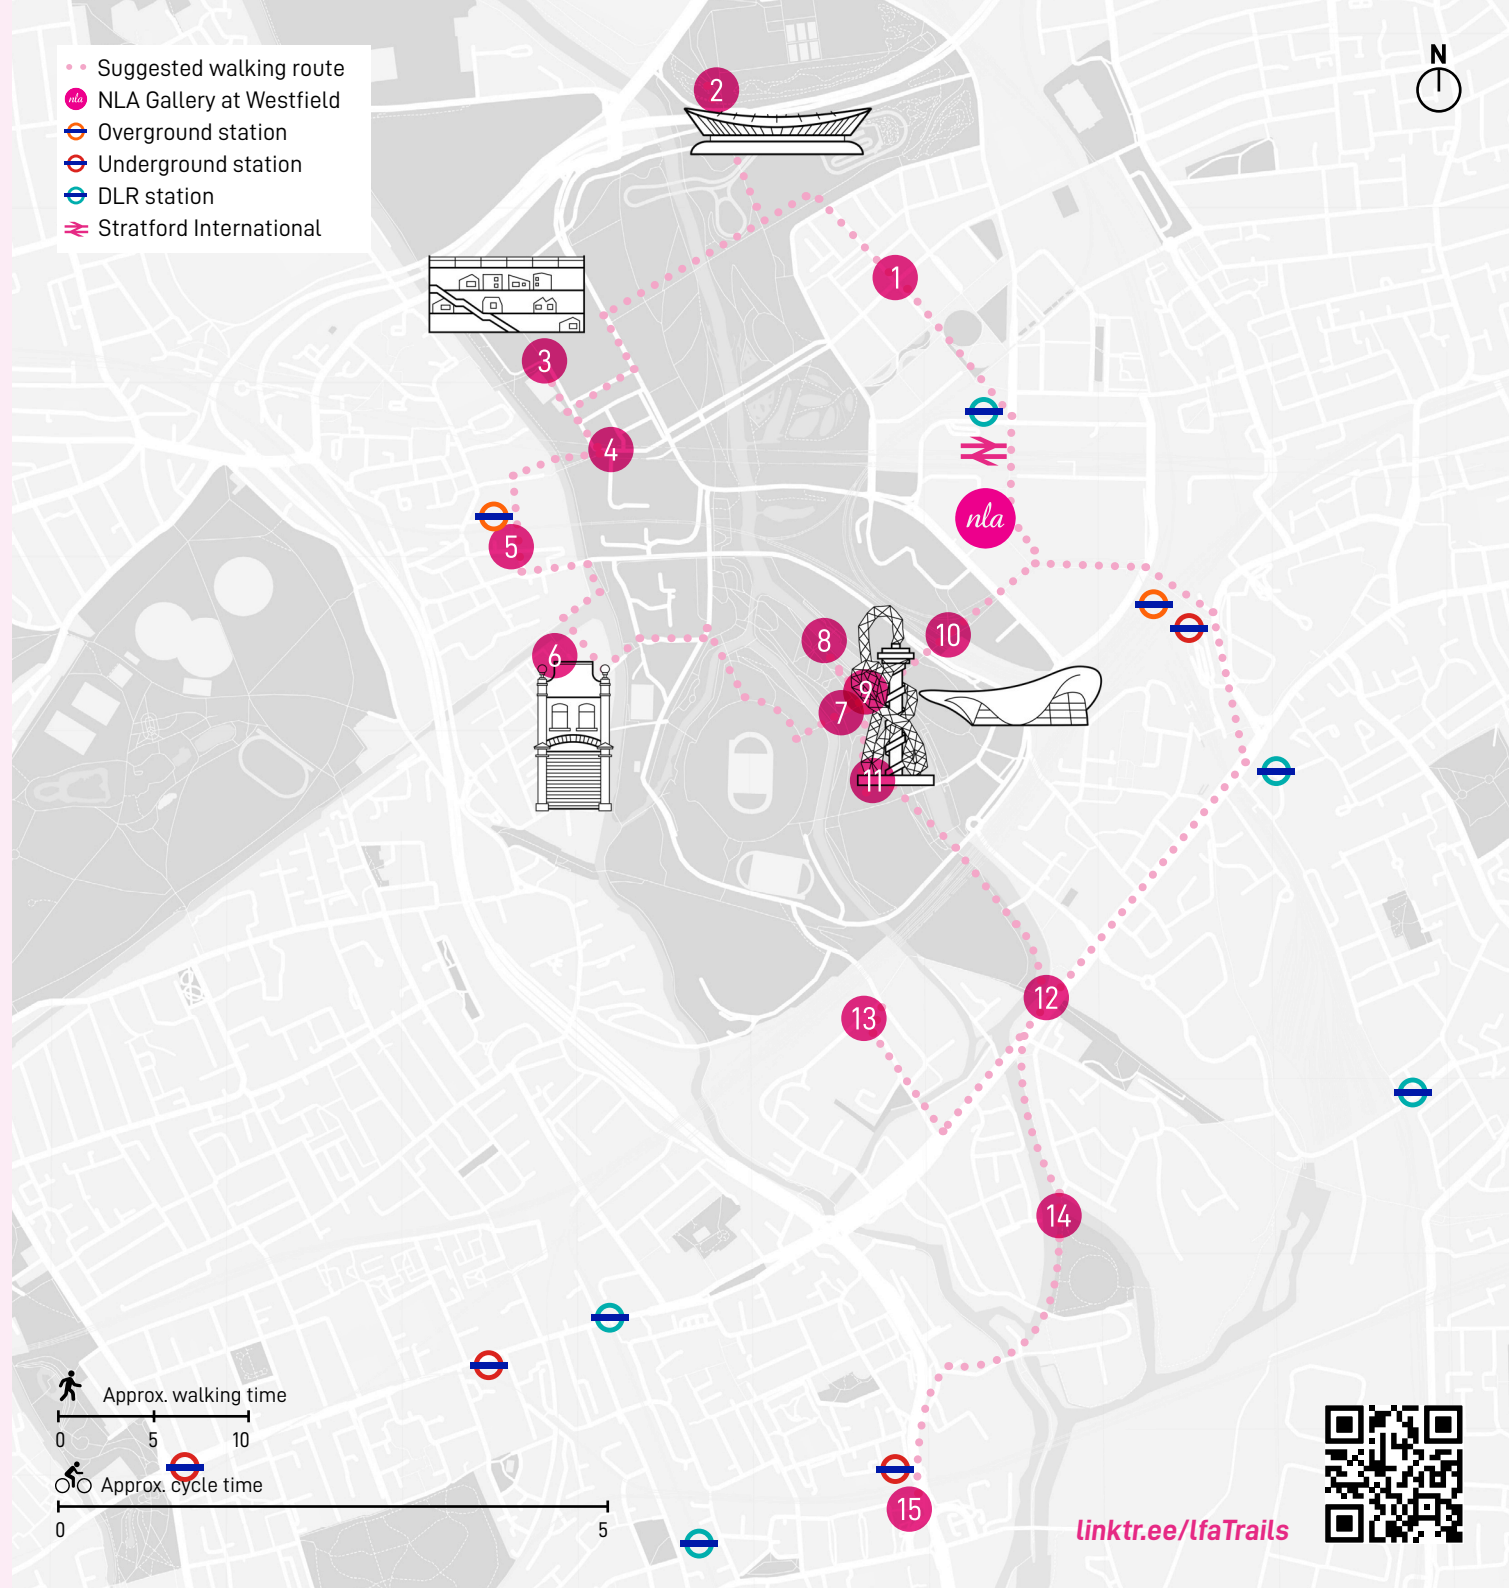 Suggested walking route
nla NLA Gallery at Westfield
Overground station
Underground station
DLR station
Stratford International
N
2
1
3
4
nla
5
8
10
6
9
7
11
12
13
14
Approx. walking time
0 5 10
Approx. cycle time
0 5
15
linktr.ee/lfaTrails